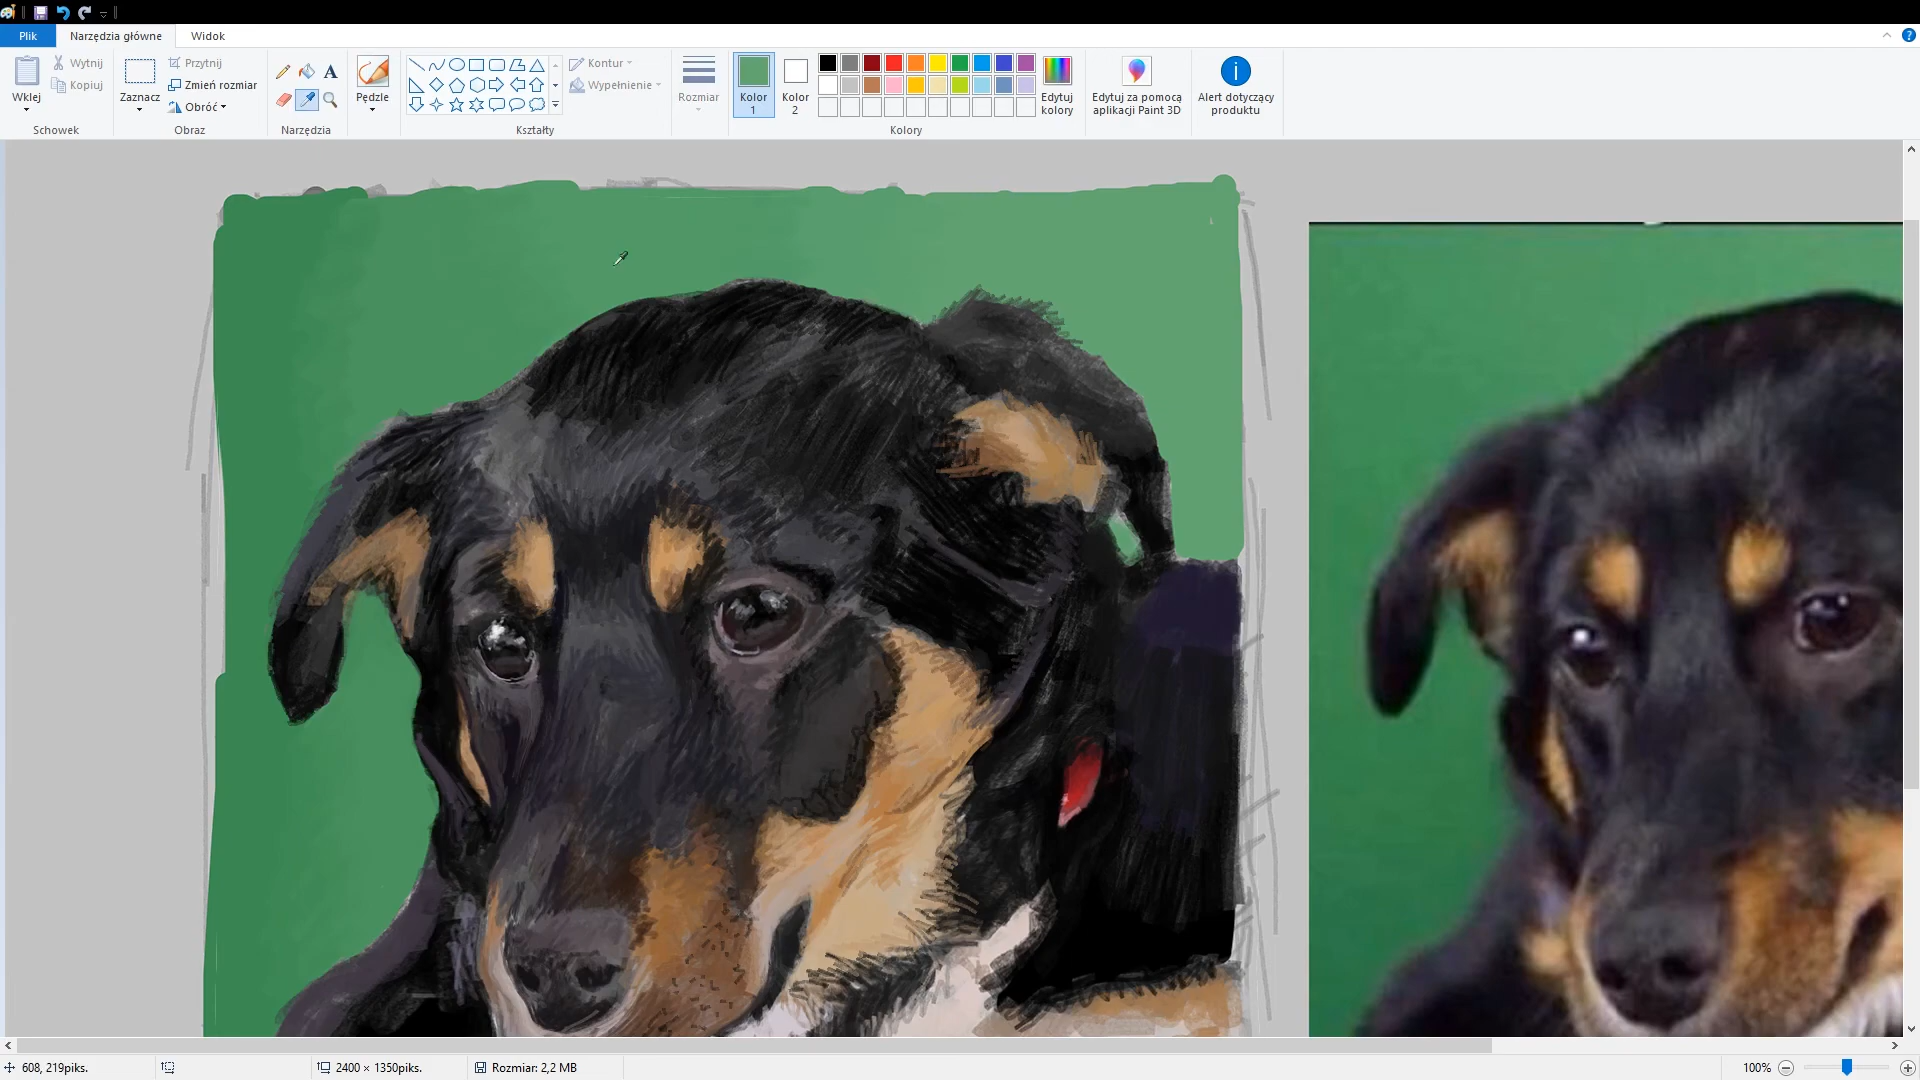 Plik Narzędzia główne Widok
Wklej
Wytnij
Kopiuj
Schowek
Zaznacz
Przytnij
Zmień rozmiar
Obróć
Obraz
A
Narzędzia
Pędzle
Kontur
Wypełnienie
Kształty
Rozmiar
Kolor
1
Kolor
2
Edytuj
kolory
Kolory
Edytuj za pomocą
aplikacji Paint 3D
Alert dotyczący
produktu
608, 219piks.
2400 × 1350piks.
Rozmiar: 2,2 MB
100%